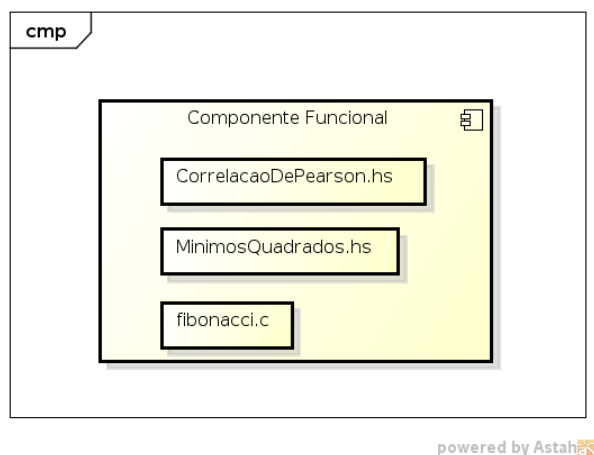 cmp
Componente Funcional
CorrelacaoDePearson.hs
MinimosQuadrados.hs
fibonacci.c
powered by Astah